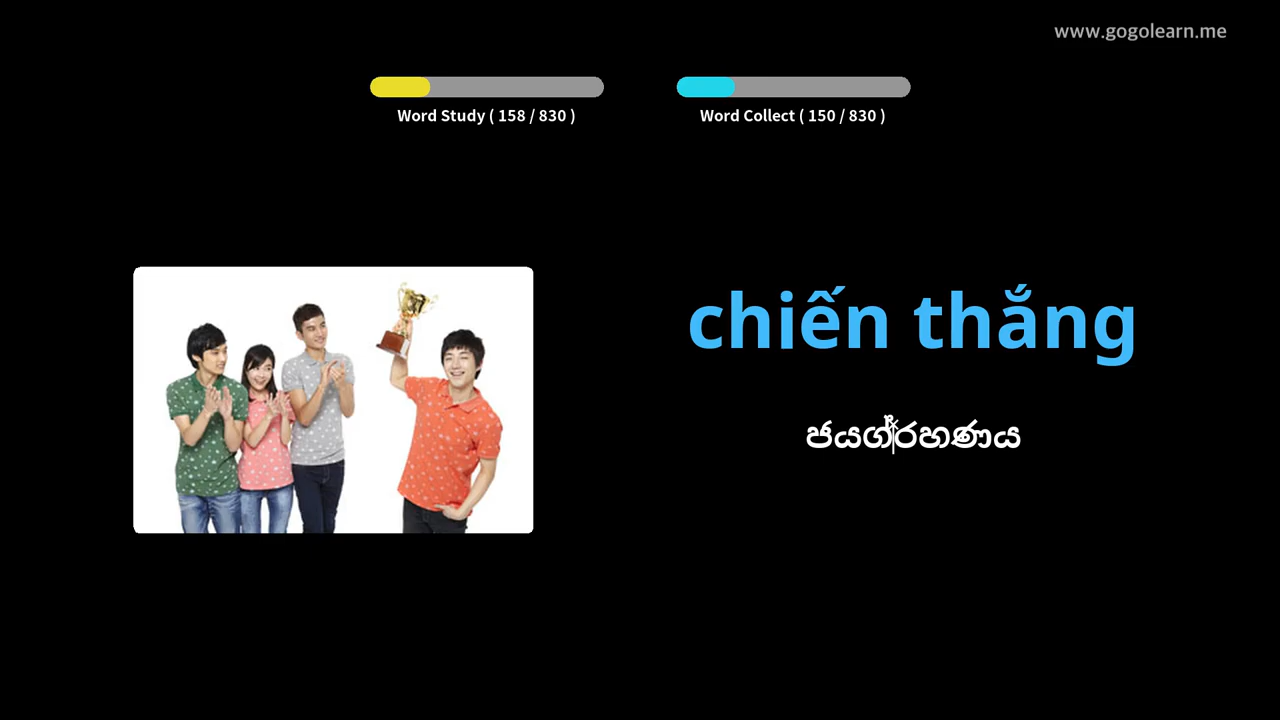 www.gogolearn.me
Word Study ( 158 / 830 )
Word Collect ( 150 / 830 )
chiến thắng
ජයග්‍රහණය